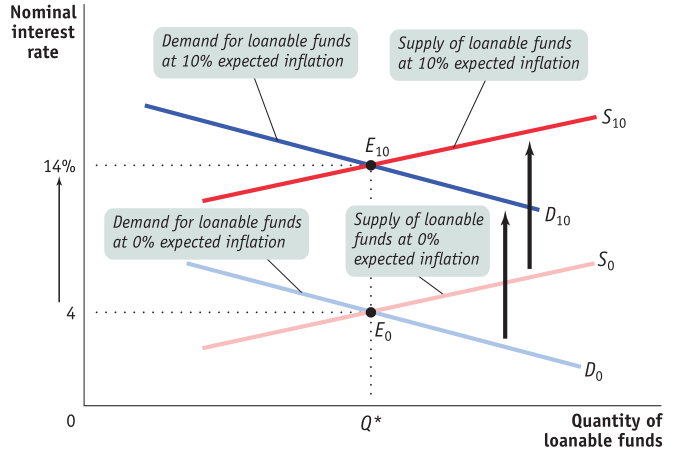 Nominal
interest
rate
Demand for loanable funds
at 10% expected inflation
Supply of loanable funds
at 10% expected inflation
S10
E10
14%
D10
Demand for loanable funds
at 0% expected inflation
Supply of loanable
funds at 0%
expected inflation
S0
4
E0
D0
0
Q*
Quantity of
loanable funds